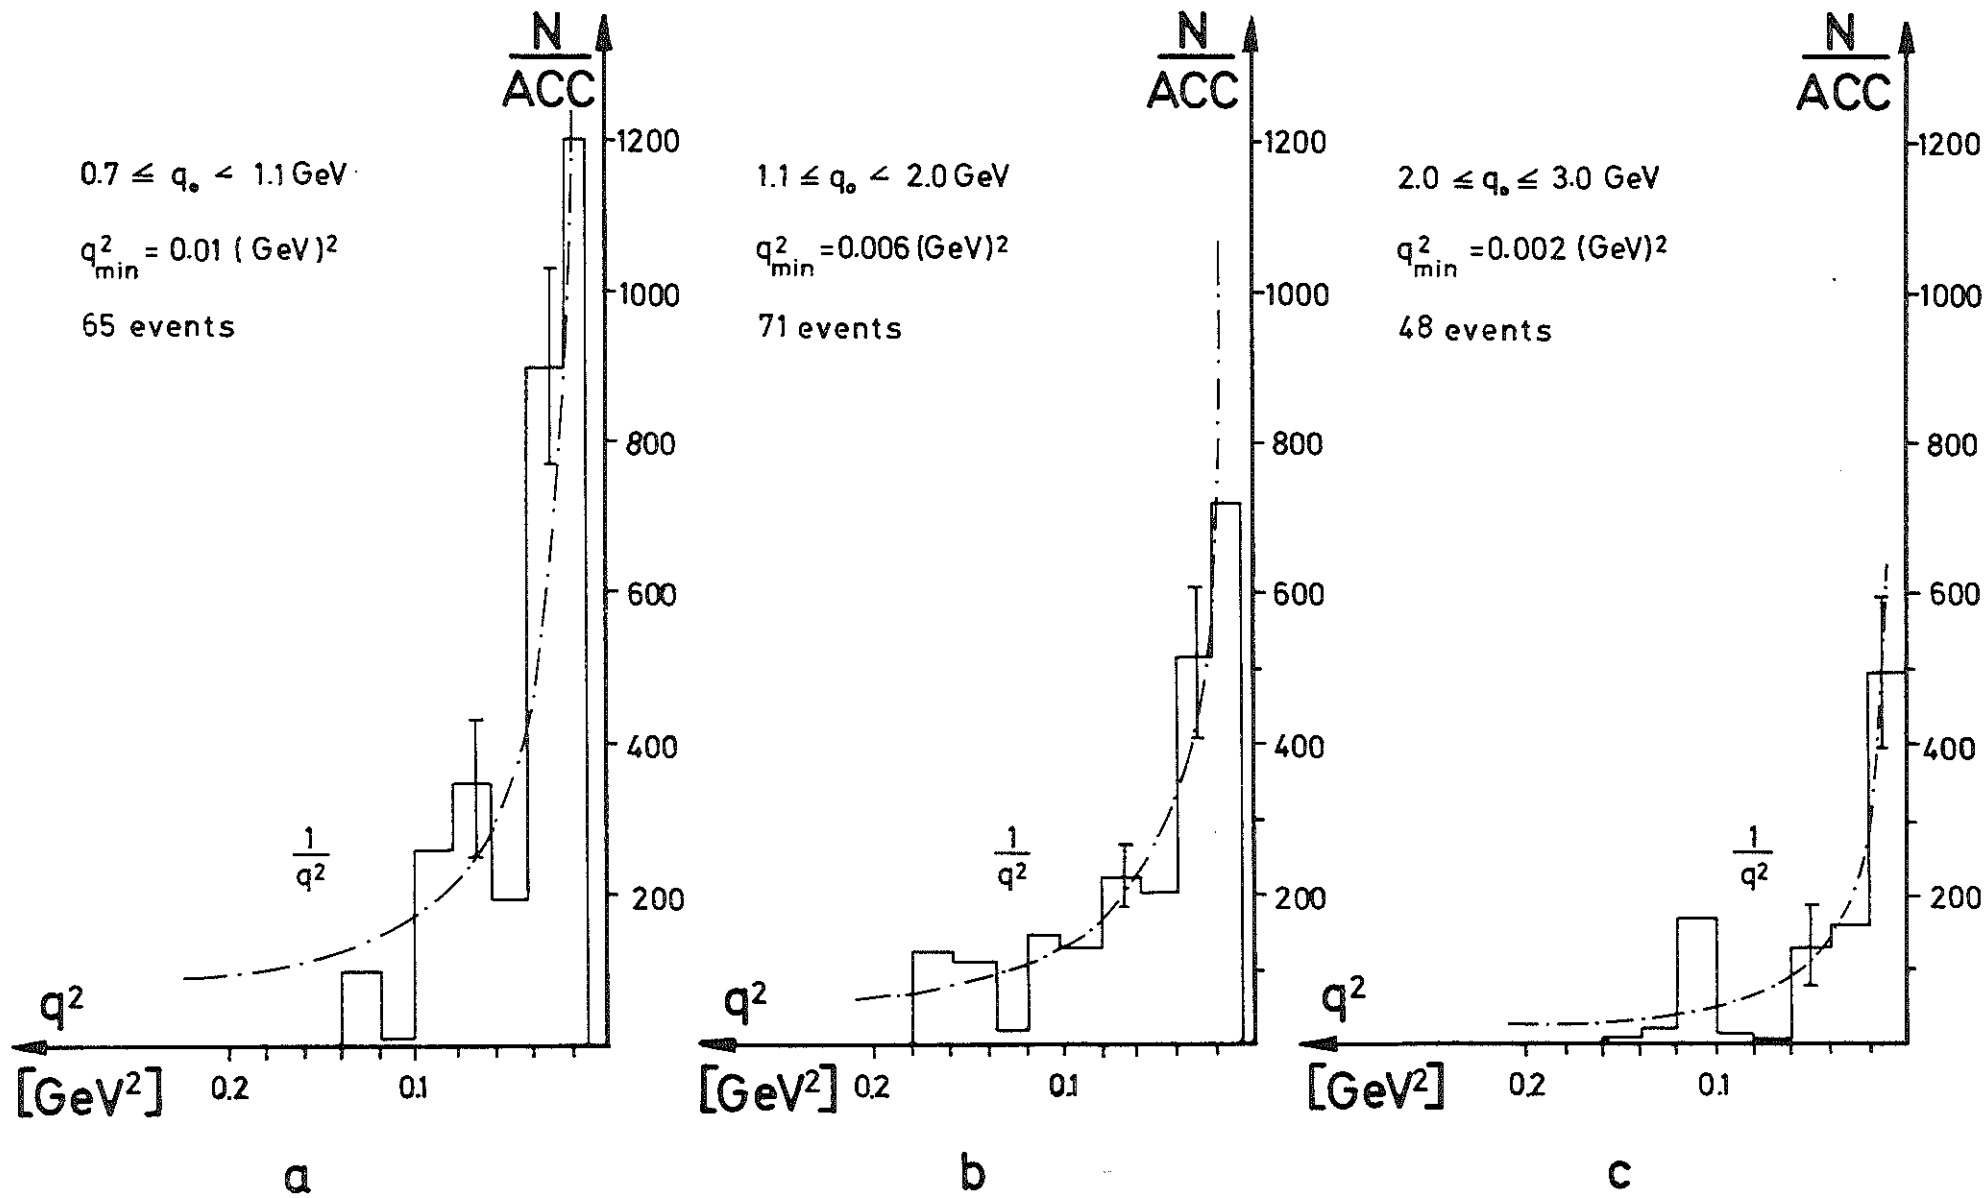 N
ACC
0.7 ≤ q₀ < 1.1 GeV
q²min = 0.01 (GeV)²
65 events
1200
1000
800
600
400
200
1
q²
q²
[GeV²] 0.2 0.1
a
N
ACC
1.1 ≤ q₀ < 2.0 GeV
q²min = 0.006 (GeV)²
71 events
1200
1000
800
600
400
200
1
q²
q²
[GeV²] 0.2 0.1
b
N
ACC
2.0 ≤ q₀ ≤ 3.0 GeV
q²min = 0.002 (GeV)²
48 events
1200
1000
800
600
400
200
1
q²
q²
[GeV²] 0.2 0.1
c